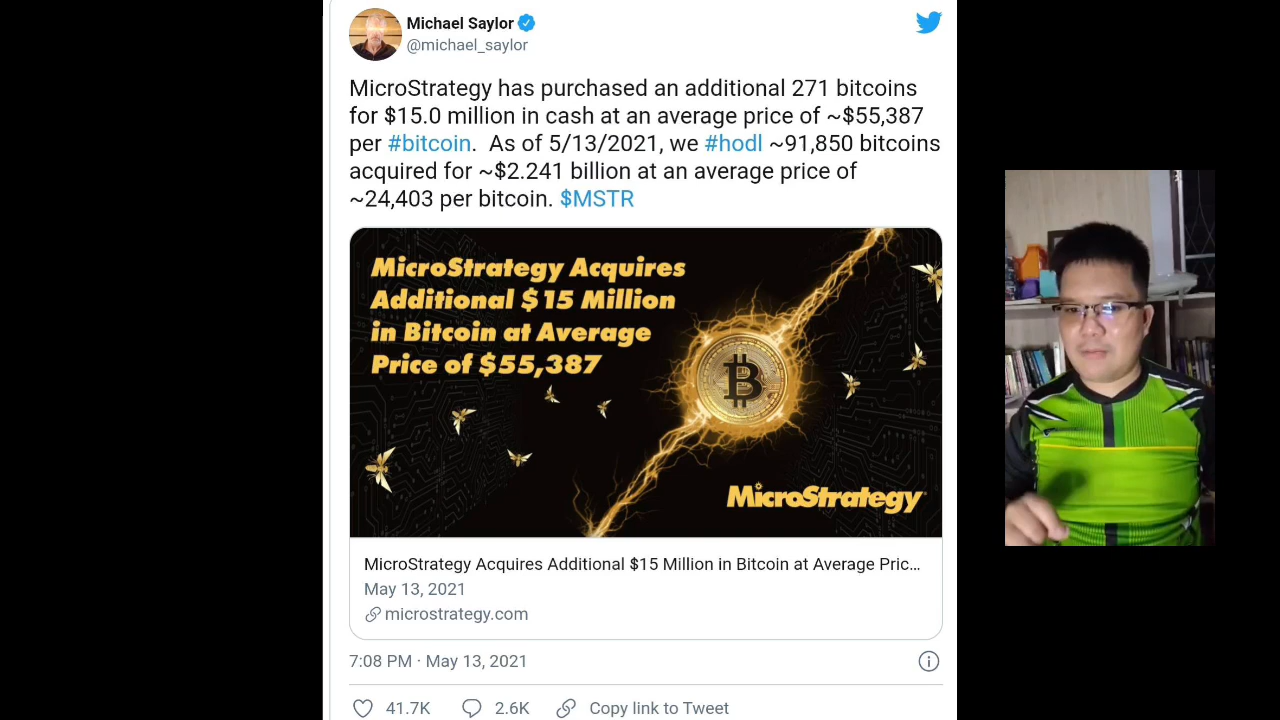 Michael Saylor
@michael_saylor
MicroStrategy has purchased an additional 271 bitcoins
for $15.0 million in cash at an average price of ~$55,387
per #bitcoin.  As of 5/13/2021, we #hodl ~91,850 bitcoins
acquired for ~$2.241 billion at an average price of
~24,403 per bitcoin. $MSTR
MicroStrategy Acquires
Additional $15 Million
in Bitcoin at Average
Price of $55,387
MicroStrategy
MicroStrategy Acquires Additional $15 Million in Bitcoin at Average Pric...
May 13, 2021
microstrategy.com
7:08 PM · May 13, 2021
41.7K 2.6K Copy link to Tweet